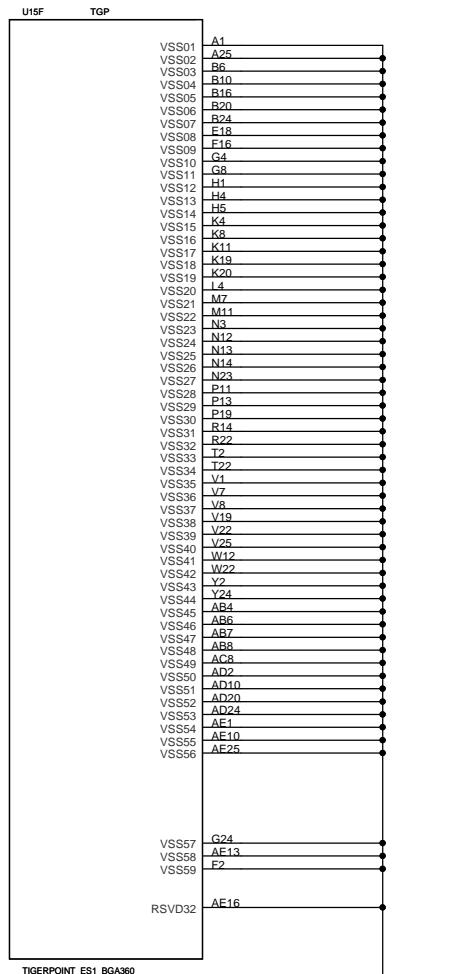 U15F TGP
VSS01 A1
VSS02 A25
VSS03 B6
VSS04 B10
VSS05 B16
VSS06 B20
VSS07 B24
VSS08 E18
VSS09 F16
VSS10 G4
VSS11 G8
VSS12 H1
VSS13 H4
VSS14 H5
VSS15 K4
VSS16 K8
VSS17 K11
VSS18 K19
VSS19 K20
VSS20 L4
VSS21 M7
VSS22 M11
VSS23 N3
VSS24 N12
VSS25 N13
VSS26 N14
VSS27 N23
VSS28 P11
VSS29 P13
VSS30 P19
VSS31 R14
VSS32 R22
VSS33 T2
VSS34 T22
VSS35 V1
VSS36 V7
VSS37 V8
VSS38 V19
VSS39 V22
VSS40 V25
VSS41 W12
VSS42 W22
VSS43 Y2
VSS44 Y24
VSS45 AB4
VSS46 AB6
VSS47 AB7
VSS48 AB8
VSS49 AC8
VSS50 AD2
VSS51 AD10
VSS52 AD20
VSS53 AD24
VSS54 AE1
VSS55 AE10
VSS56 AE25
VSS57 G24
VSS58 AE13
VSS59 F2
RSVD32 AE16
TIGERPOINT_ES1_BGA360